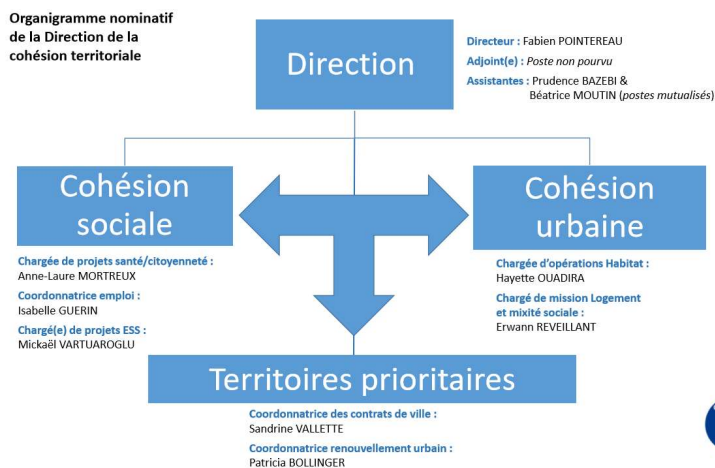 Organigramme nominatif
de la Direction de la
cohésion territoriale
Direction
Directeur : Fabien POINTEREAU
Adjoint(e) : Poste non pourvu
Assistantes : Prudence BAZEBI &
Béatrice MOUTIN (postes mutualisés)
Cohésion
sociale
Chargée de projets santé/citoyenneté :
Anne-Laure MORTREUX
Coordonnatrice emploi :
Isabelle GUERIN
Chargé(e) de projets ESS :
Mickaël VARTUAROGLU
Cohésion
urbaine
Chargée d'opérations Habitat :
Hayette OUADIRA
Chargé de mission Logement
et mixité sociale :
Erwann REVEILLANT
Territoires prioritaires
Coordonnatrice des contrats de ville :
Sandrine VALLETTE
Coordonnatrice renouvellement urbain :
Patricia BOLLINGER